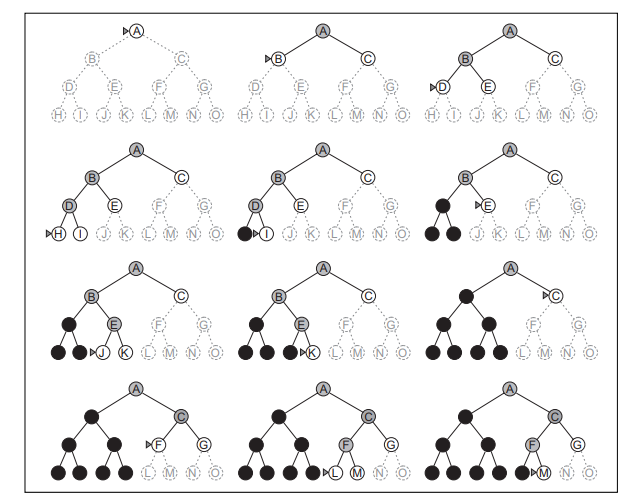 A A A
B C B C B C
D E F G D E F G D E F G
H I J K L M N O H I J K L M N O H I J K L M N O
A A A
B C B C B C
D E F G D E F G E F G
H I J K L M N O I J K L M N O J K L M N O
A A A
B C B C C
E F G E F G F G
J K L M N O K L M N O L M N O
A A A
C C C
F G F G F G
L M N O L M N O M N O